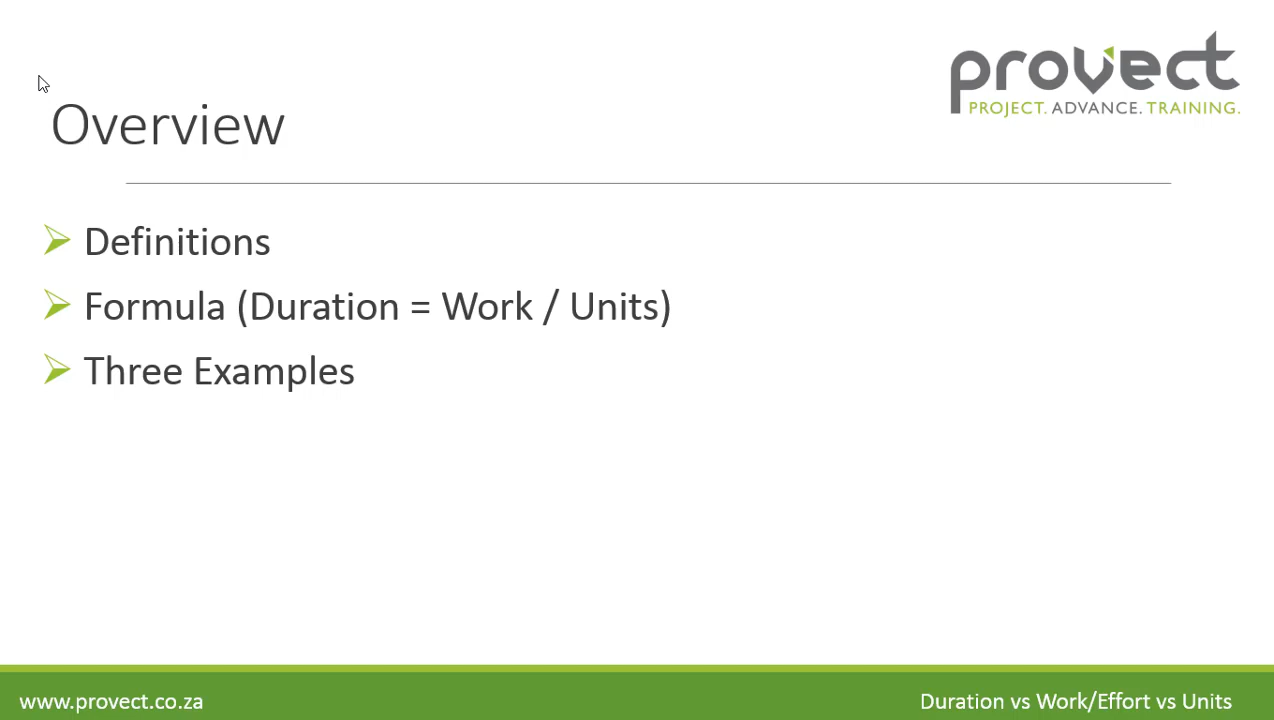 provect
PROJECT. ADVANCE. TRAINING.
Overview
Definitions
Formula (Duration = Work / Units)
Three Examples
www.provect.co.za
Duration vs Work/Effort vs Units